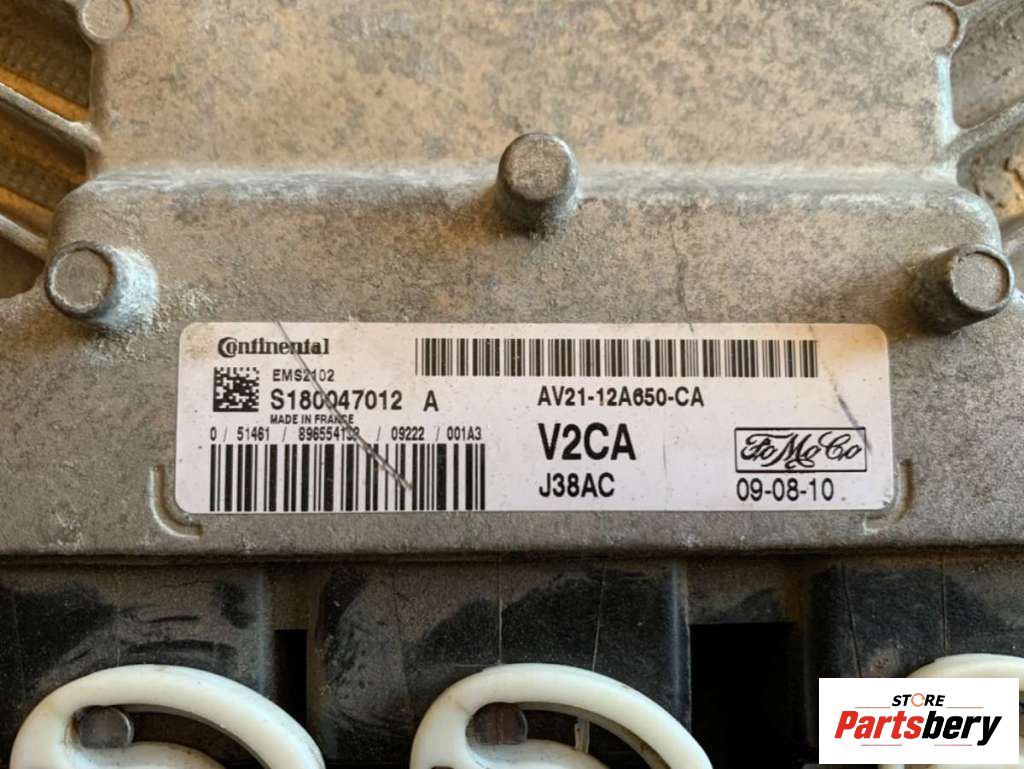 Continental
EMS2102
S180047012 A
MADE IN FRANCE
0 / 51461 / 896554132 / 09222 / 001A3
AV21-12A650-CA
V2CA
J38AC
FoMoCo
09-08-10
STORE
Partsbery